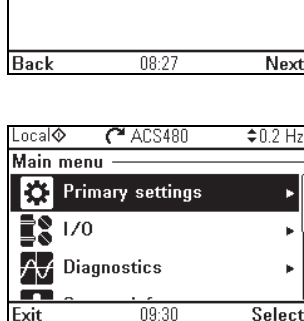 Back 08:27 Next
Local ACS480 0.2 Hz
Main menu
Primary settings
I/O
Diagnostics
Exit 09:30 Select